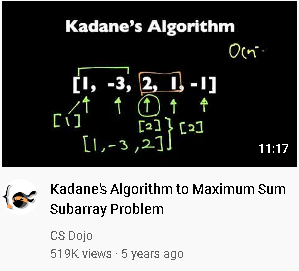 Kadane's Algorithm
O(n
[1, -3, 2, 1, -1]
[1]
[2]
[2]
[1,-3,2]
11:17
Kadane's Algorithm to Maximum Sum
Subarray Problem
CS Dojo
519K views · 5 years ago